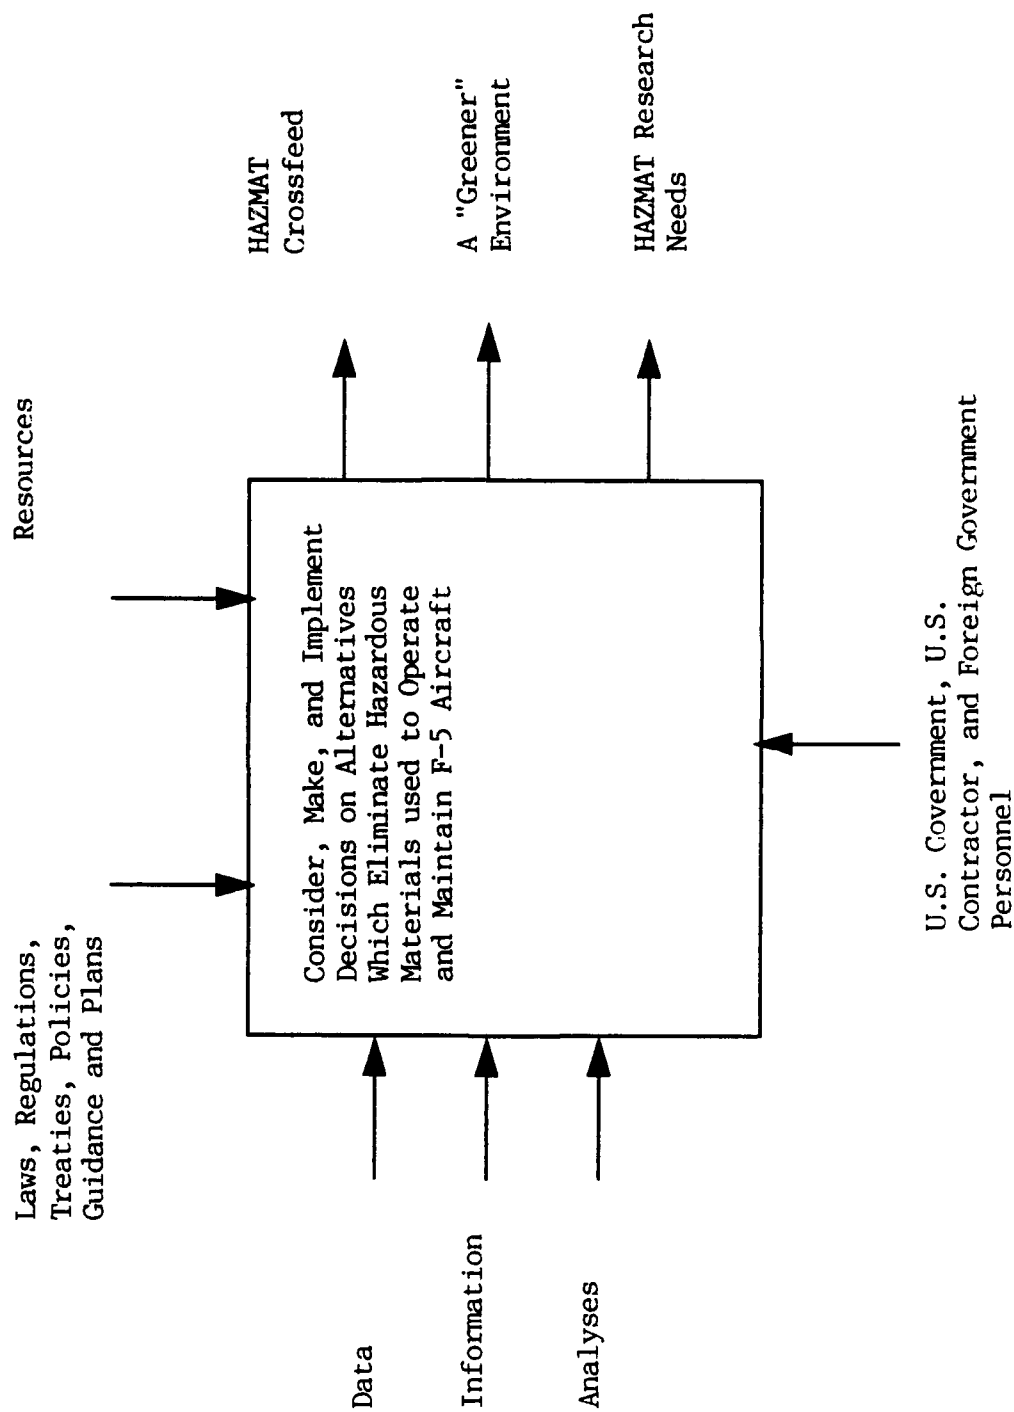 Laws, Regulations,
Treaties, Policies,
Guidance and Plans
Resources
Data
Information
Analyses
Consider, Make, and Implement
Decisions on Alternatives
Which Eliminate Hazardous
Materials used to Operate
and Maintain F-5 Aircraft
HAZMAT
Crossfeed
A "Greener"
Environment
HAZMAT Research
Needs
U.S. Government, U.S.
Contractor, and Foreign Government
Personnel